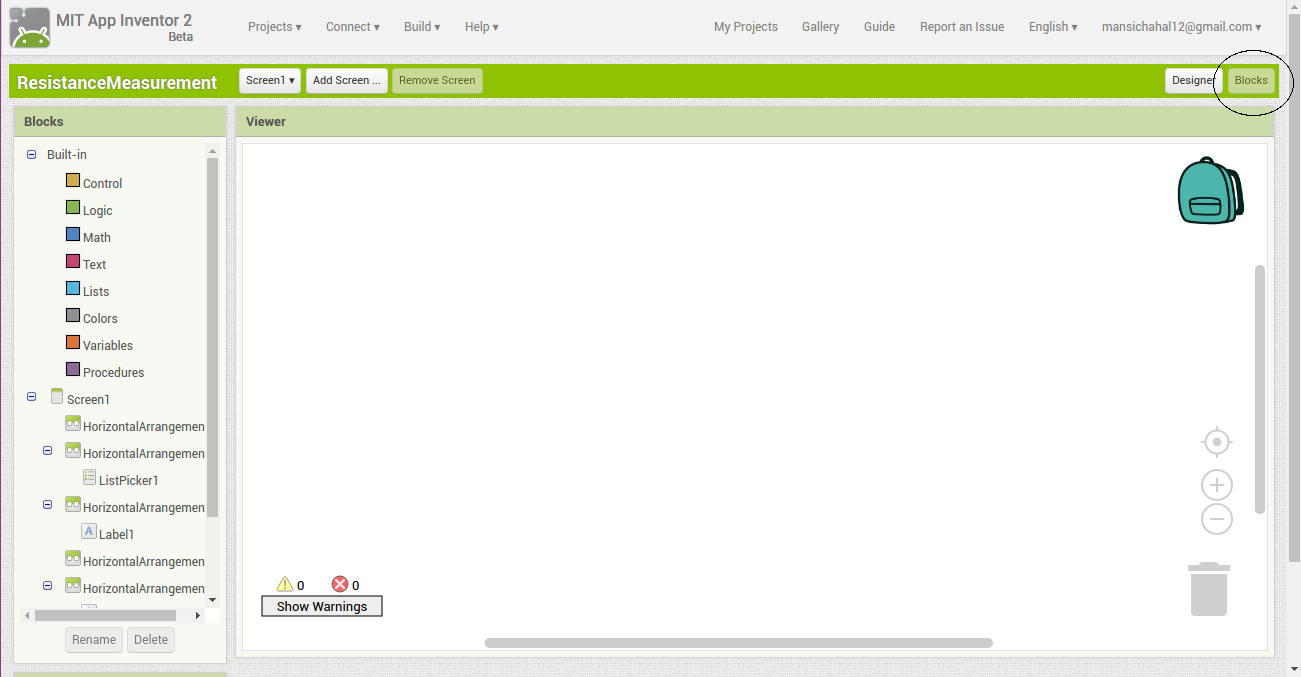 MIT App Inventor 2
Beta
Projects ▾ Connect ▾ Build ▾ Help ▾ My Projects Gallery Guide Report an Issue English ▾ mansichahal12@gmail.com ▾
ResistanceMeasurement Screen1 ▾ Add Screen ... Remove Screen Designer Blocks
Blocks Viewer
Built-in
Control
Logic
Math
Text
Lists
Colors
Variables
Procedures
Screen1
HorizontalArrangemen
HorizontalArrangemen
ListPicker1
HorizontalArrangemen
A Label1
HorizontalArrangemen
HorizontalArrangemen
0 0
Show Warnings
Rename Delete